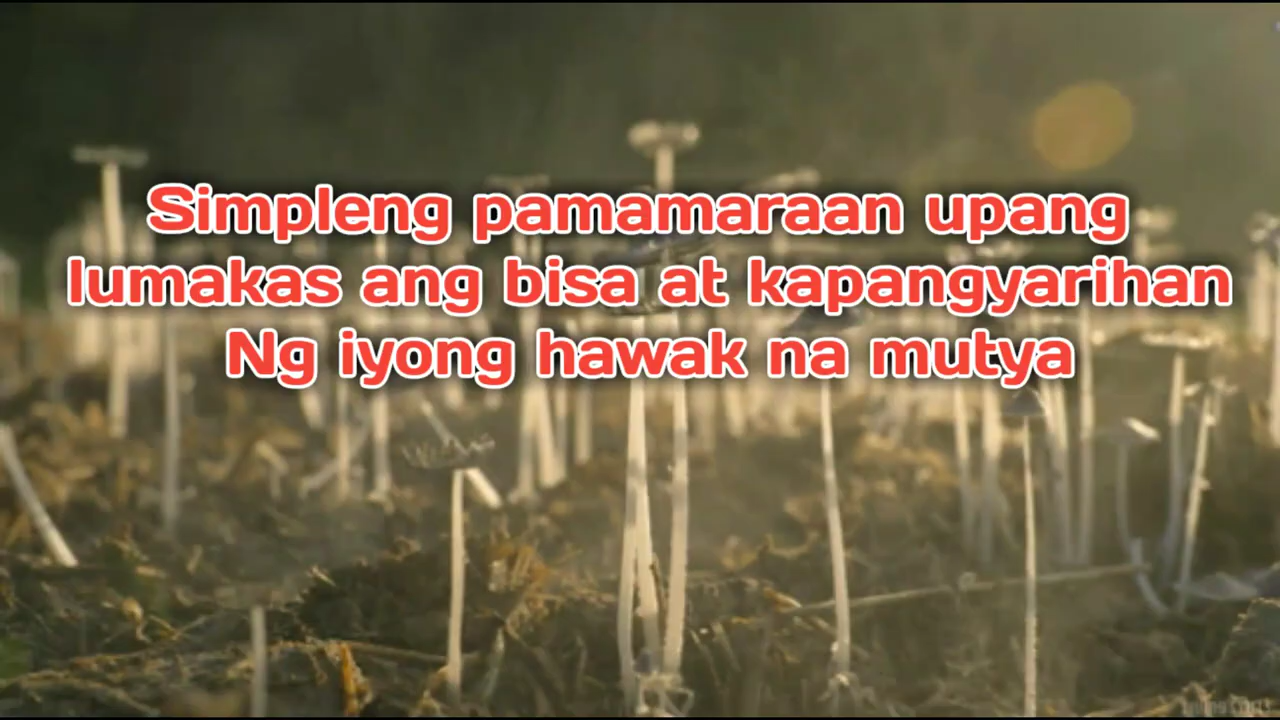 Simpleng pamamaraan upang
lumakas ang bisa at kapangyarihan
Ng iyong hawak na mutya